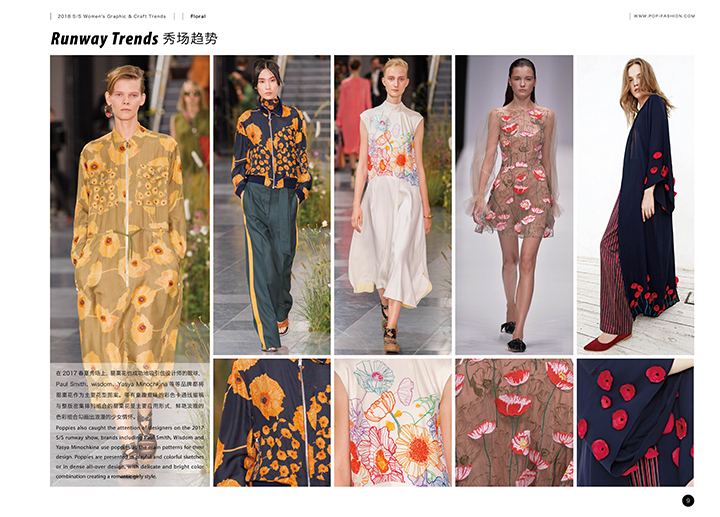 2018 S/S Women's Graphic & Craft Trends | Floral
WWW.POP-FASHION.COM
Runway Trends 秀场趋势
在 2017 春夏秀场上，罂粟花也成功地吸引住设计师的眼球，
Paul Smith、wisdom、Yasya Minochkina 等等品牌都将
罂粟花作为主要花型图案。带有童趣意味的彩色卡通线描稿
与整版密集排列组合的罂粟花是主要应用形式，鲜艳淡雅的
色彩组合勾画出浪漫的少女情怀。
Poppies also caught the attention of designers on the 2017
S/S runway show, brands including Paul Smith, Wisdom and
Yasyo Minochkina use poppies as the main patterns for their
design. Poppies are presented in playful and colorful sketches
or in dense all-over design, with delicate and bright color
combination creating a romantic girly style.
9